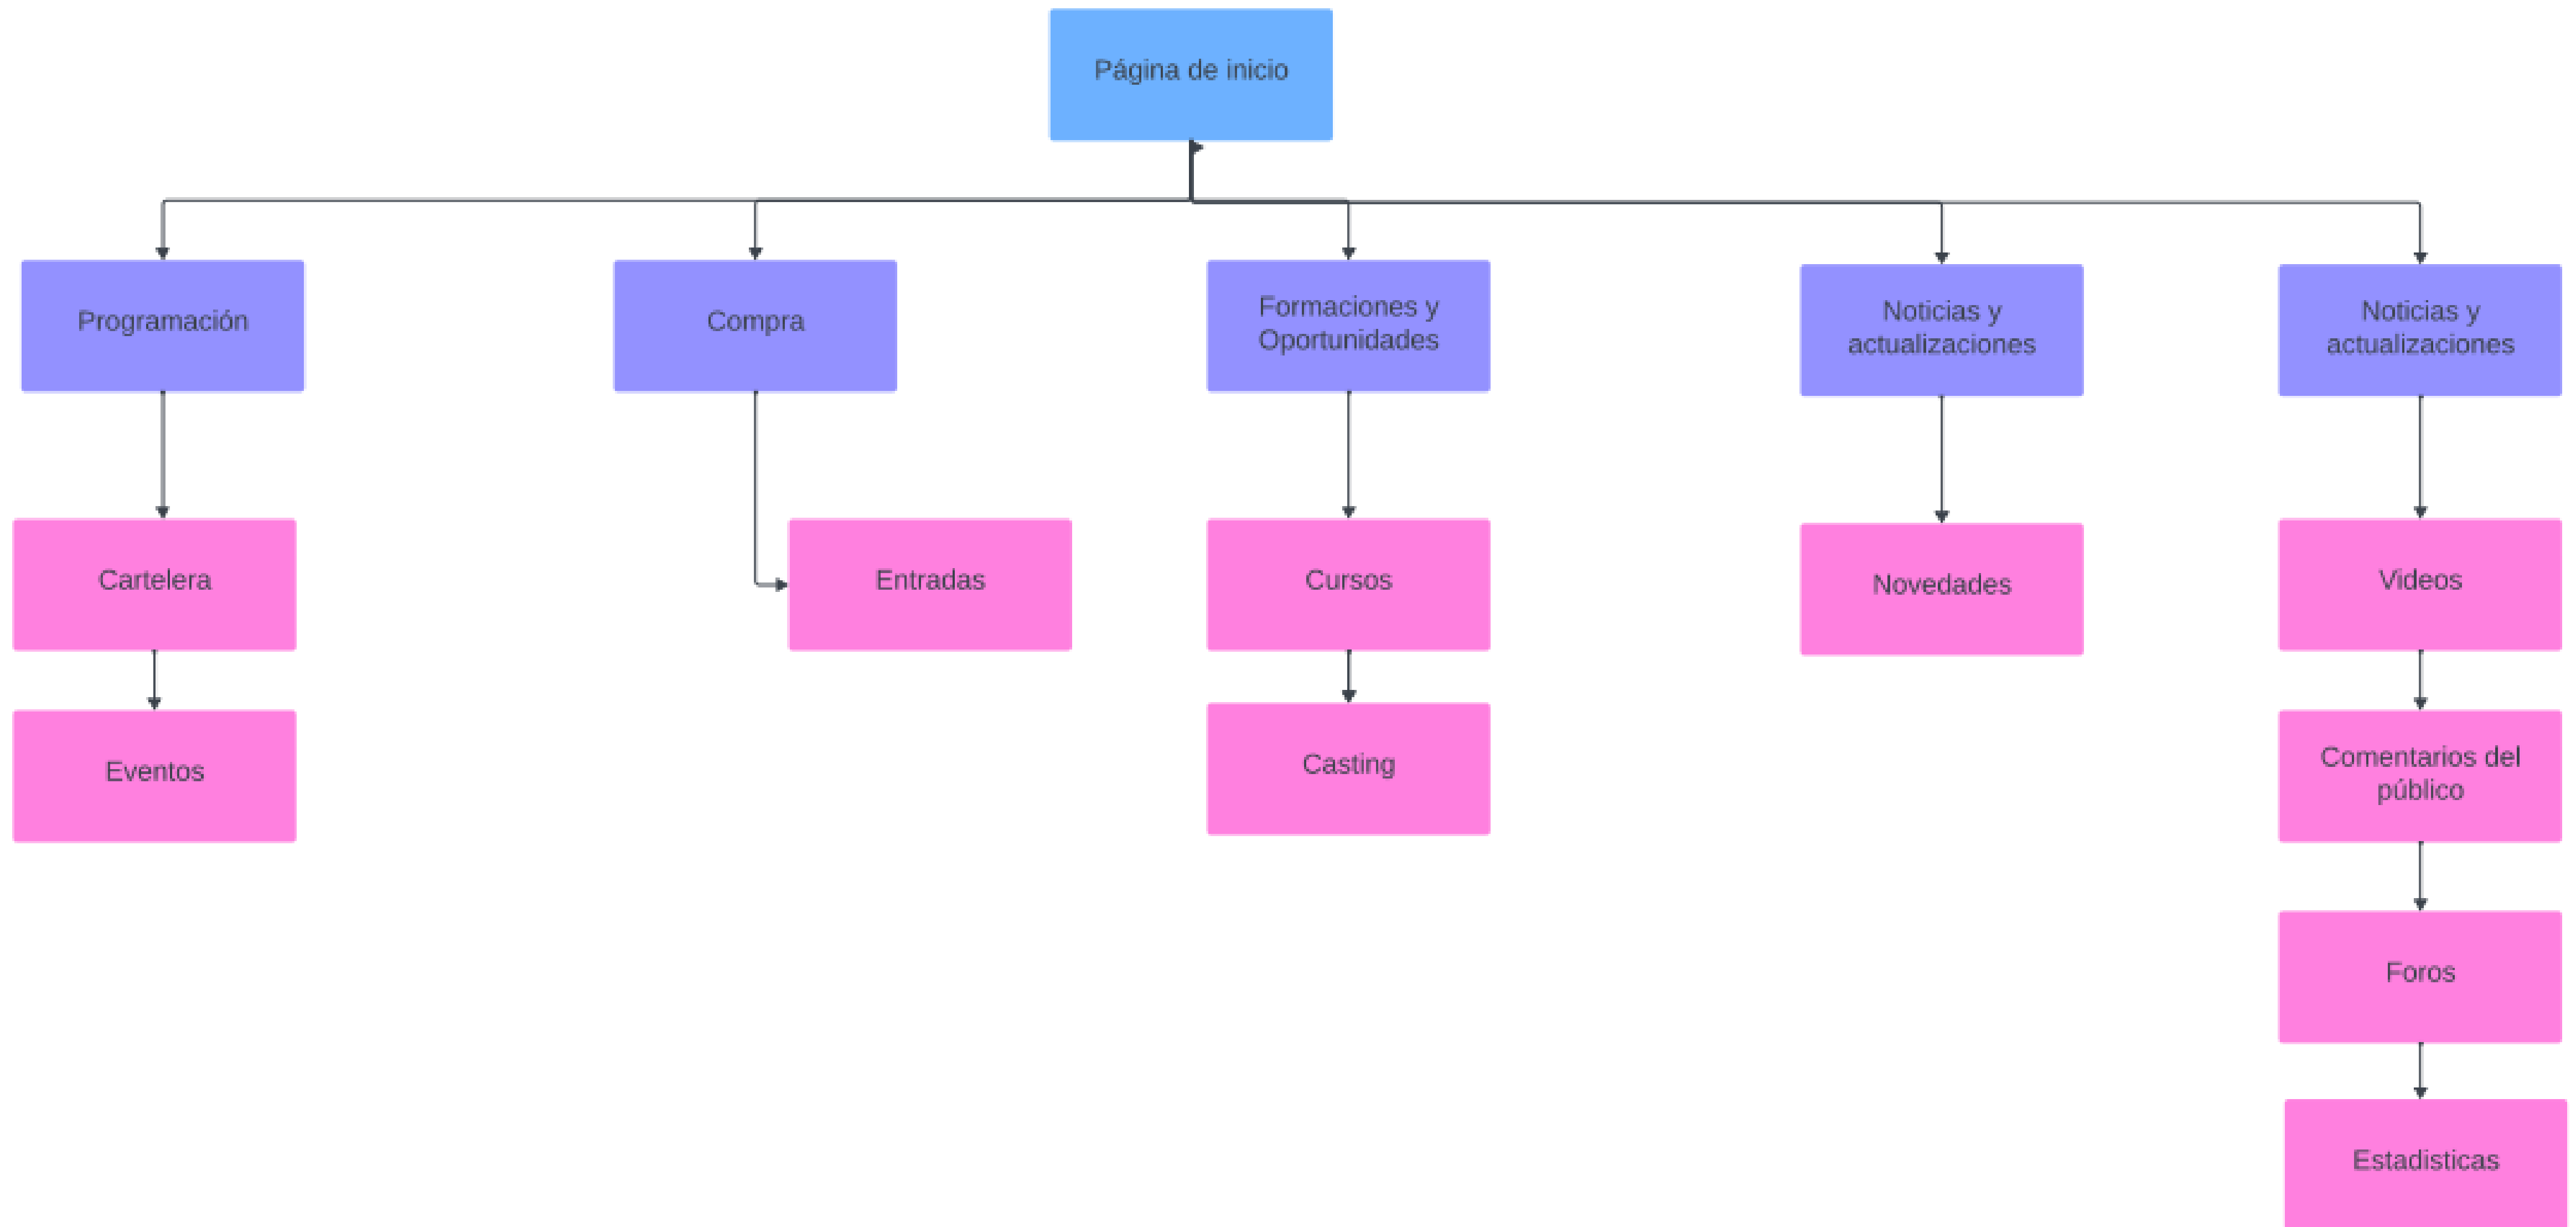 Página de inicio
Programación
Compra
Formaciones y
Oportunidades
Noticias y
actualizaciones
Noticias y
actualizaciones
Cartelera
Entradas
Cursos
Novedades
Videos
Eventos
Casting
Comentarios del
público
Foros
Estadisticas